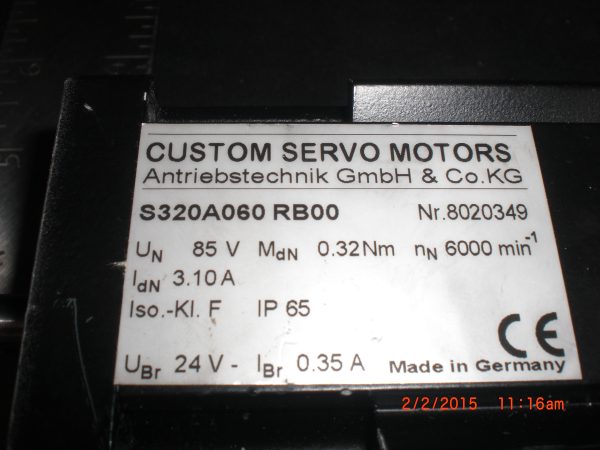 CUSTOM SERVO MOTORS
Antriebstechnik GmbH & Co.KG
S320A060 RB00 Nr.8020349
UN 85 V MdN 0.32Nm nN 6000 min-1
IdN 3.10 A
Iso.-Kl. F IP 65
CE
UBr 24 V - IBr 0.35 A Made in Germany
2/2/2015 11:16am